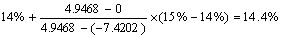 14% + (4.9468 − 0) / (4.9468 − (−7.4202)) × (15% − 14%) = 14.4%